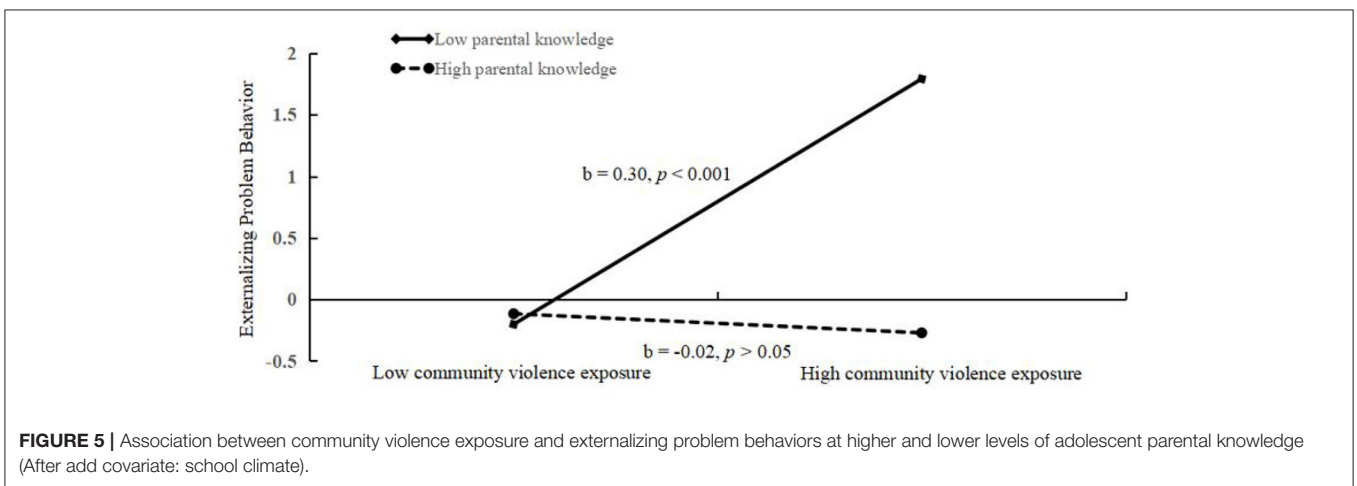 Low parental knowledge
High parental knowledge
2
1.5
1
0.5
0
-0.5
Externalizing Problem Behavior
b = 0.30, p < 0.001
b = -0.02, p > 0.05
Low community violence exposure
High community violence exposure
FIGURE 5 | Association between community violence exposure and externalizing problem behaviors at higher and lower levels of adolescent parental knowledge
(After add covariate: school climate).